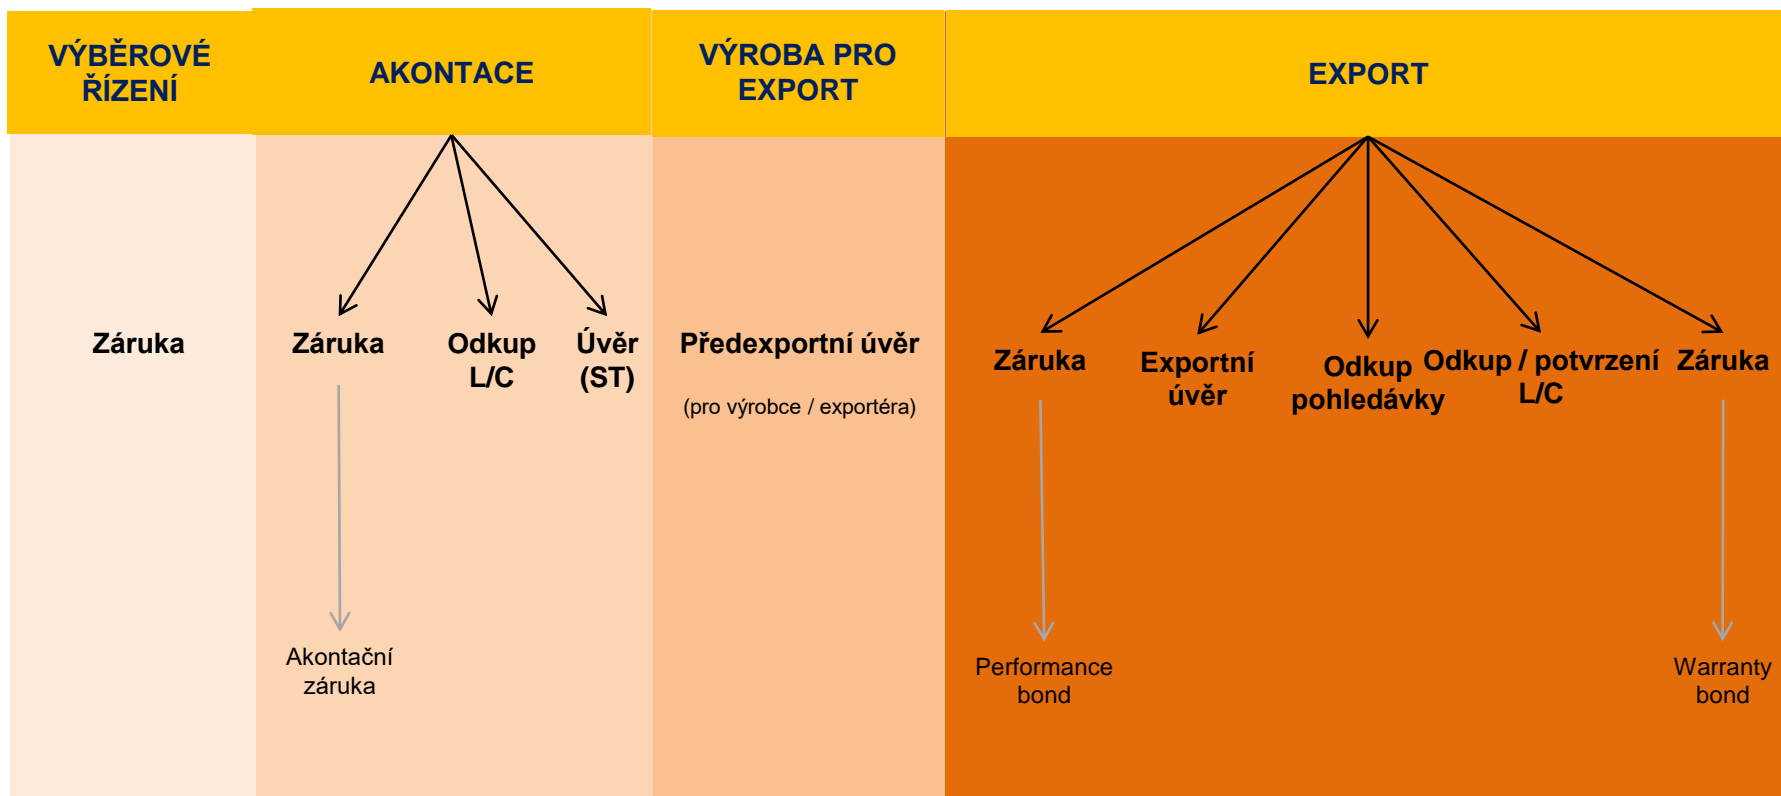 VÝBĚROVÉ
ŘÍZENÍ
AKONTACE
VÝROBA PRO
EXPORT
EXPORT
Záruka
Záruka
Odkup
L/C
Úvěr
(ST)
Předexportní úvěr
(pro výrobce / exportéra)
Záruka
Exportní
úvěr
Odkup
pohledávky
Odkup / potvrzení
L/C
Záruka
Akontační
záruka
Performance
bond
Warranty
bond